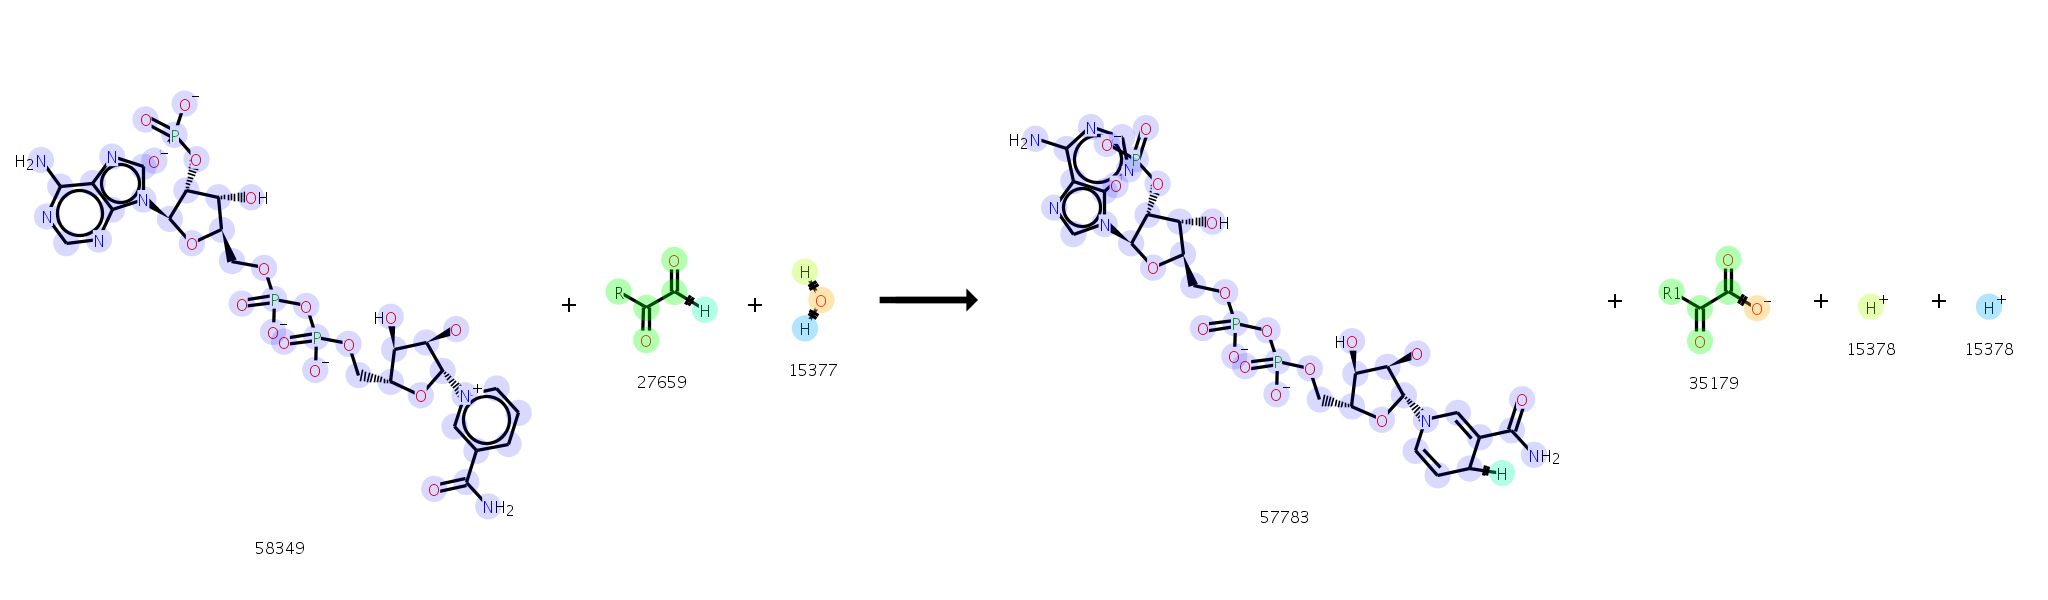 O⁻
O
P
O
O⁻
N
H₂N
N
N
N
OH
O
O
O
P
O
O⁻
O
P
O
O⁻
HO
O
O
N⁺
O
NH₂
58349
+
R
O
O
H
27659
+
H
O
H
15377
H₂N
N
N
N
N
O⁻
O
P
O
O
OH
O
O
O
P
O
O⁻
O
P
O
O⁻
HO
O
O
N
O
NH₂
H
57783
+
R1
O
O
O⁻
35179
+
H⁺
15378
+
H⁺
15378